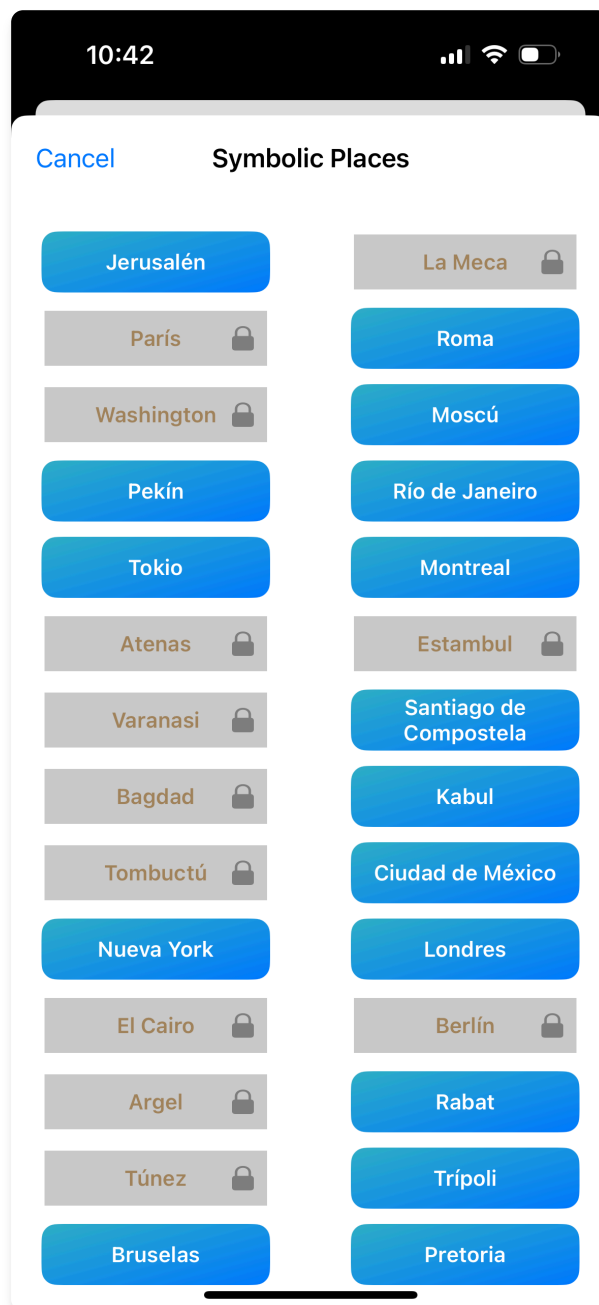 10:42
Cancel
Symbolic Places
Jerusalén
La Meca
París
Roma
Washington
Moscú
Pekín
Río de Janeiro
Tokio
Montreal
Atenas
Estambul
Varanasi
Santiago de
Compostela
Bagdad
Kabul
Tombuctú
Ciudad de México
Nueva York
Londres
El Cairo
Berlín
Argel
Rabat
Túnez
Trípoli
Bruselas
Pretoria